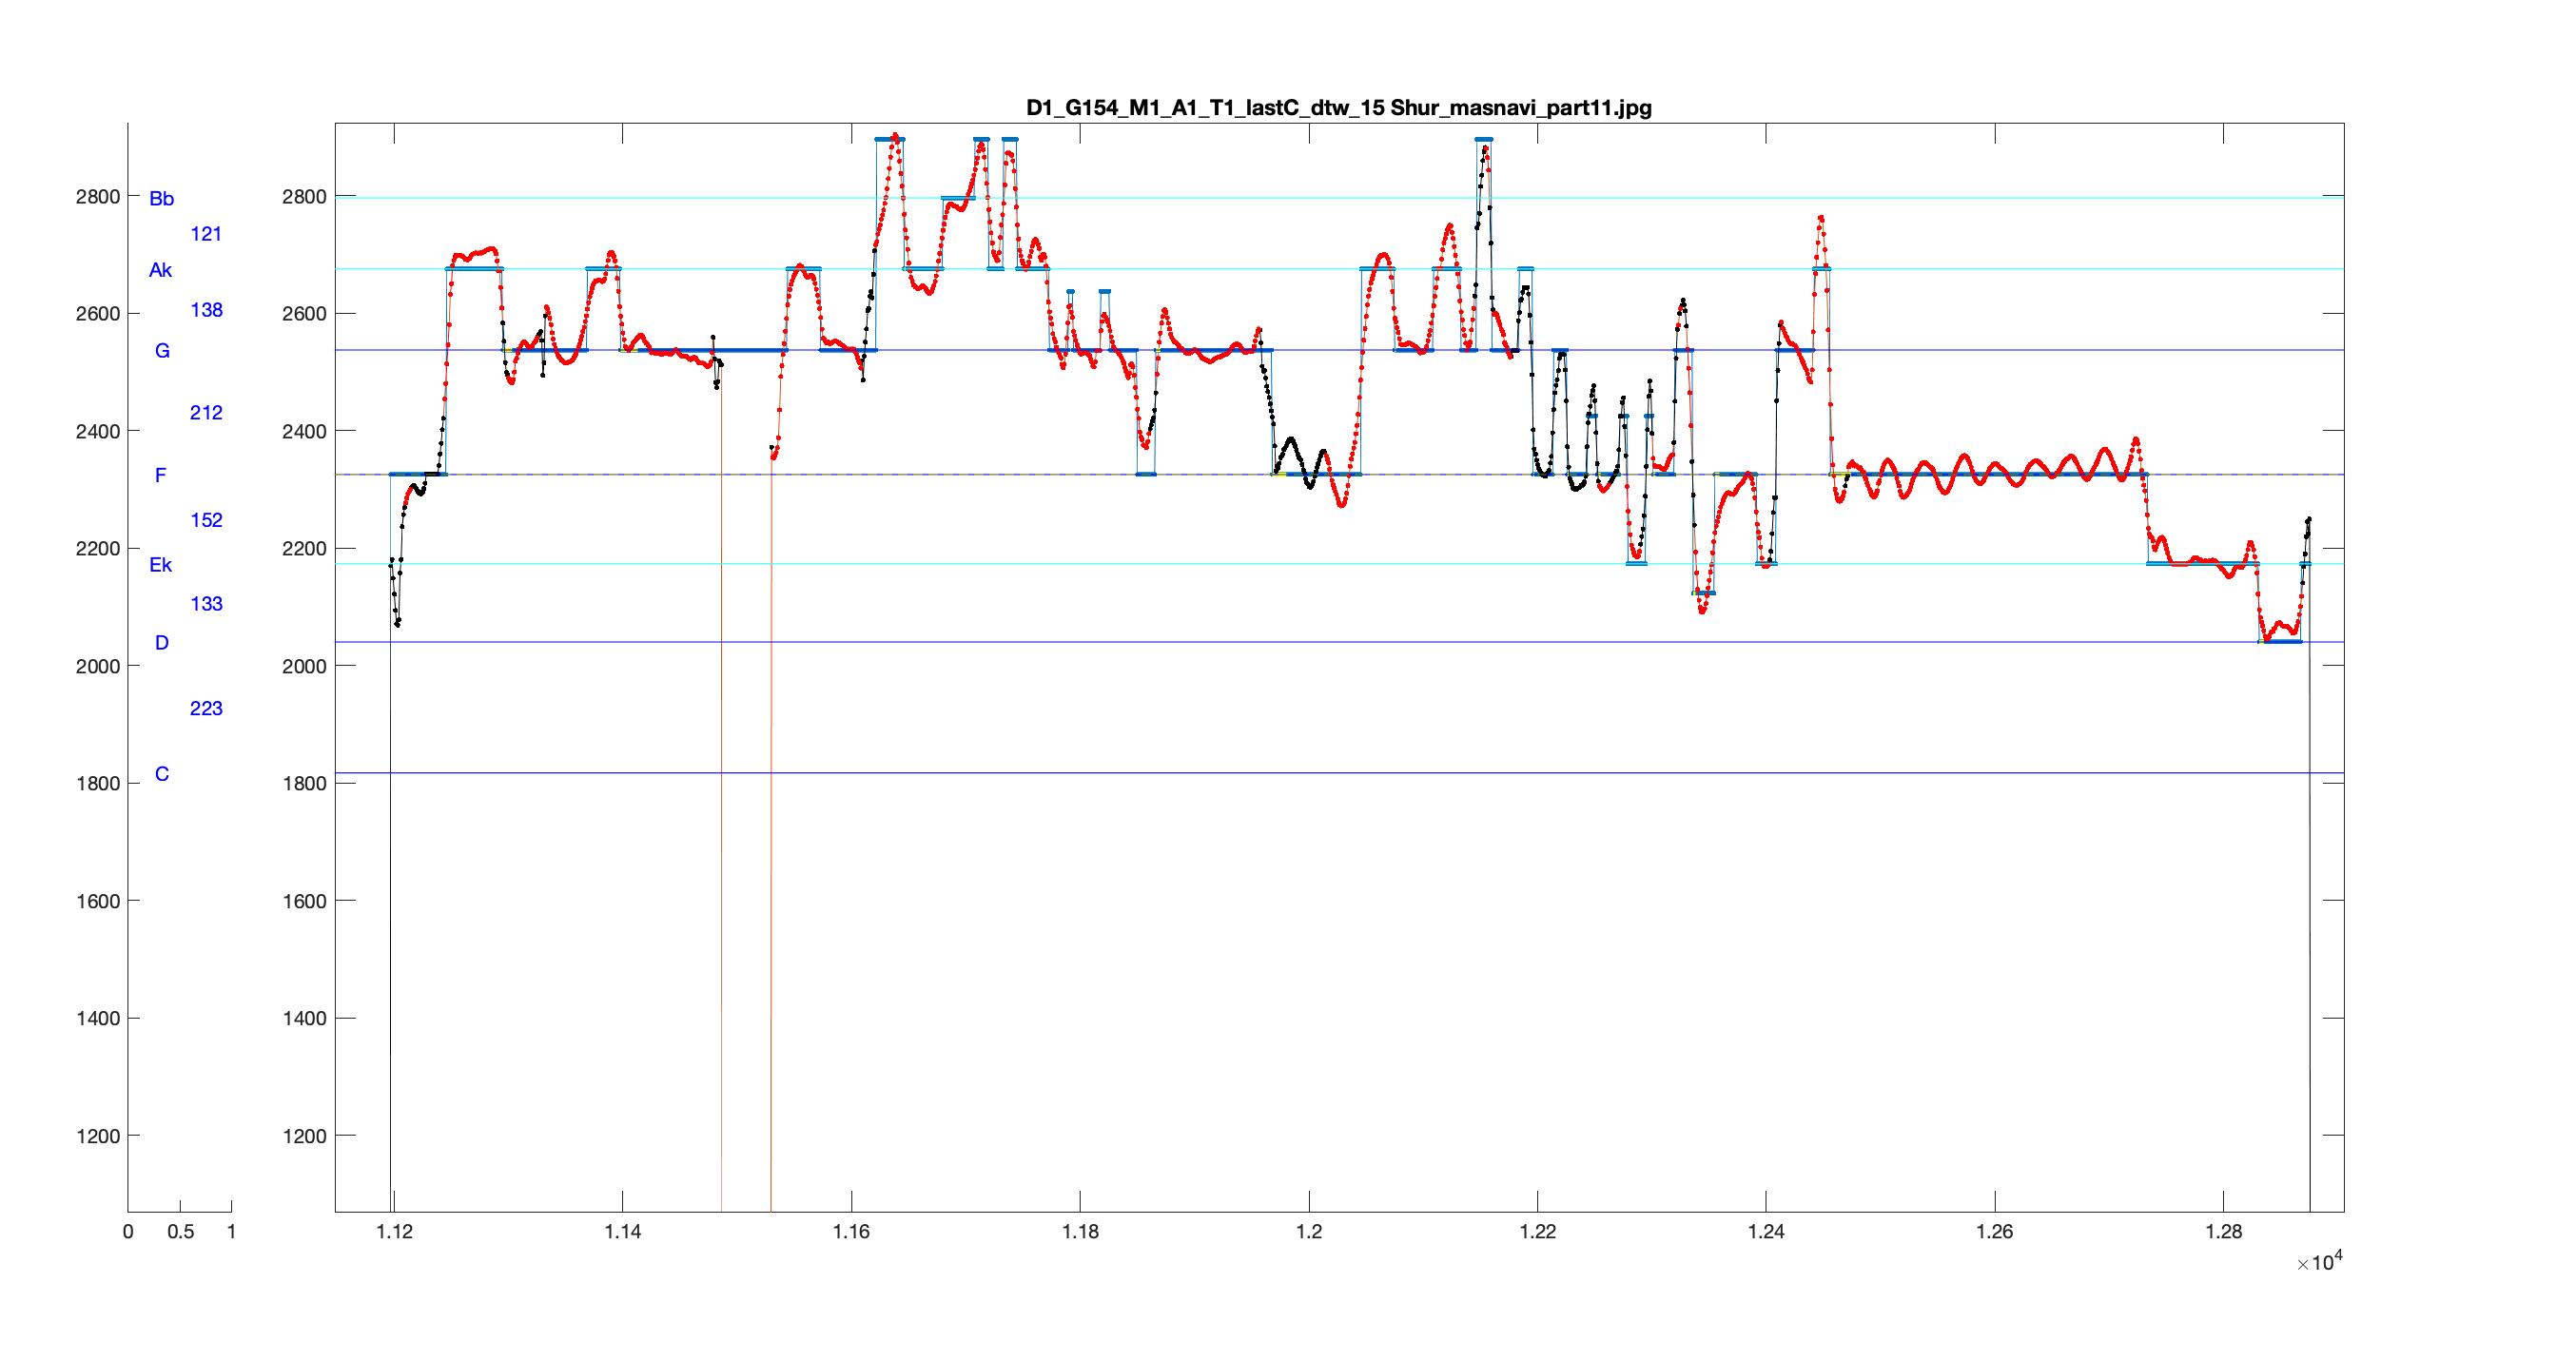 D1_G154_M1_A1_T1_lastC_dtw_15 Shur_masnavi_part11.jpg
2800 Bb 2800
121
Ak
138
2600 2600
G
212
2400 2400
F
152
2200 Ek 2200
133
D
2000 2000
223
C
1800 1800
1600 1600
1400 1400
1200 1200
0 0.5 1 1.12 1.14 1.16 1.18 1.2 1.22 1.24 1.26 1.28
×10^4